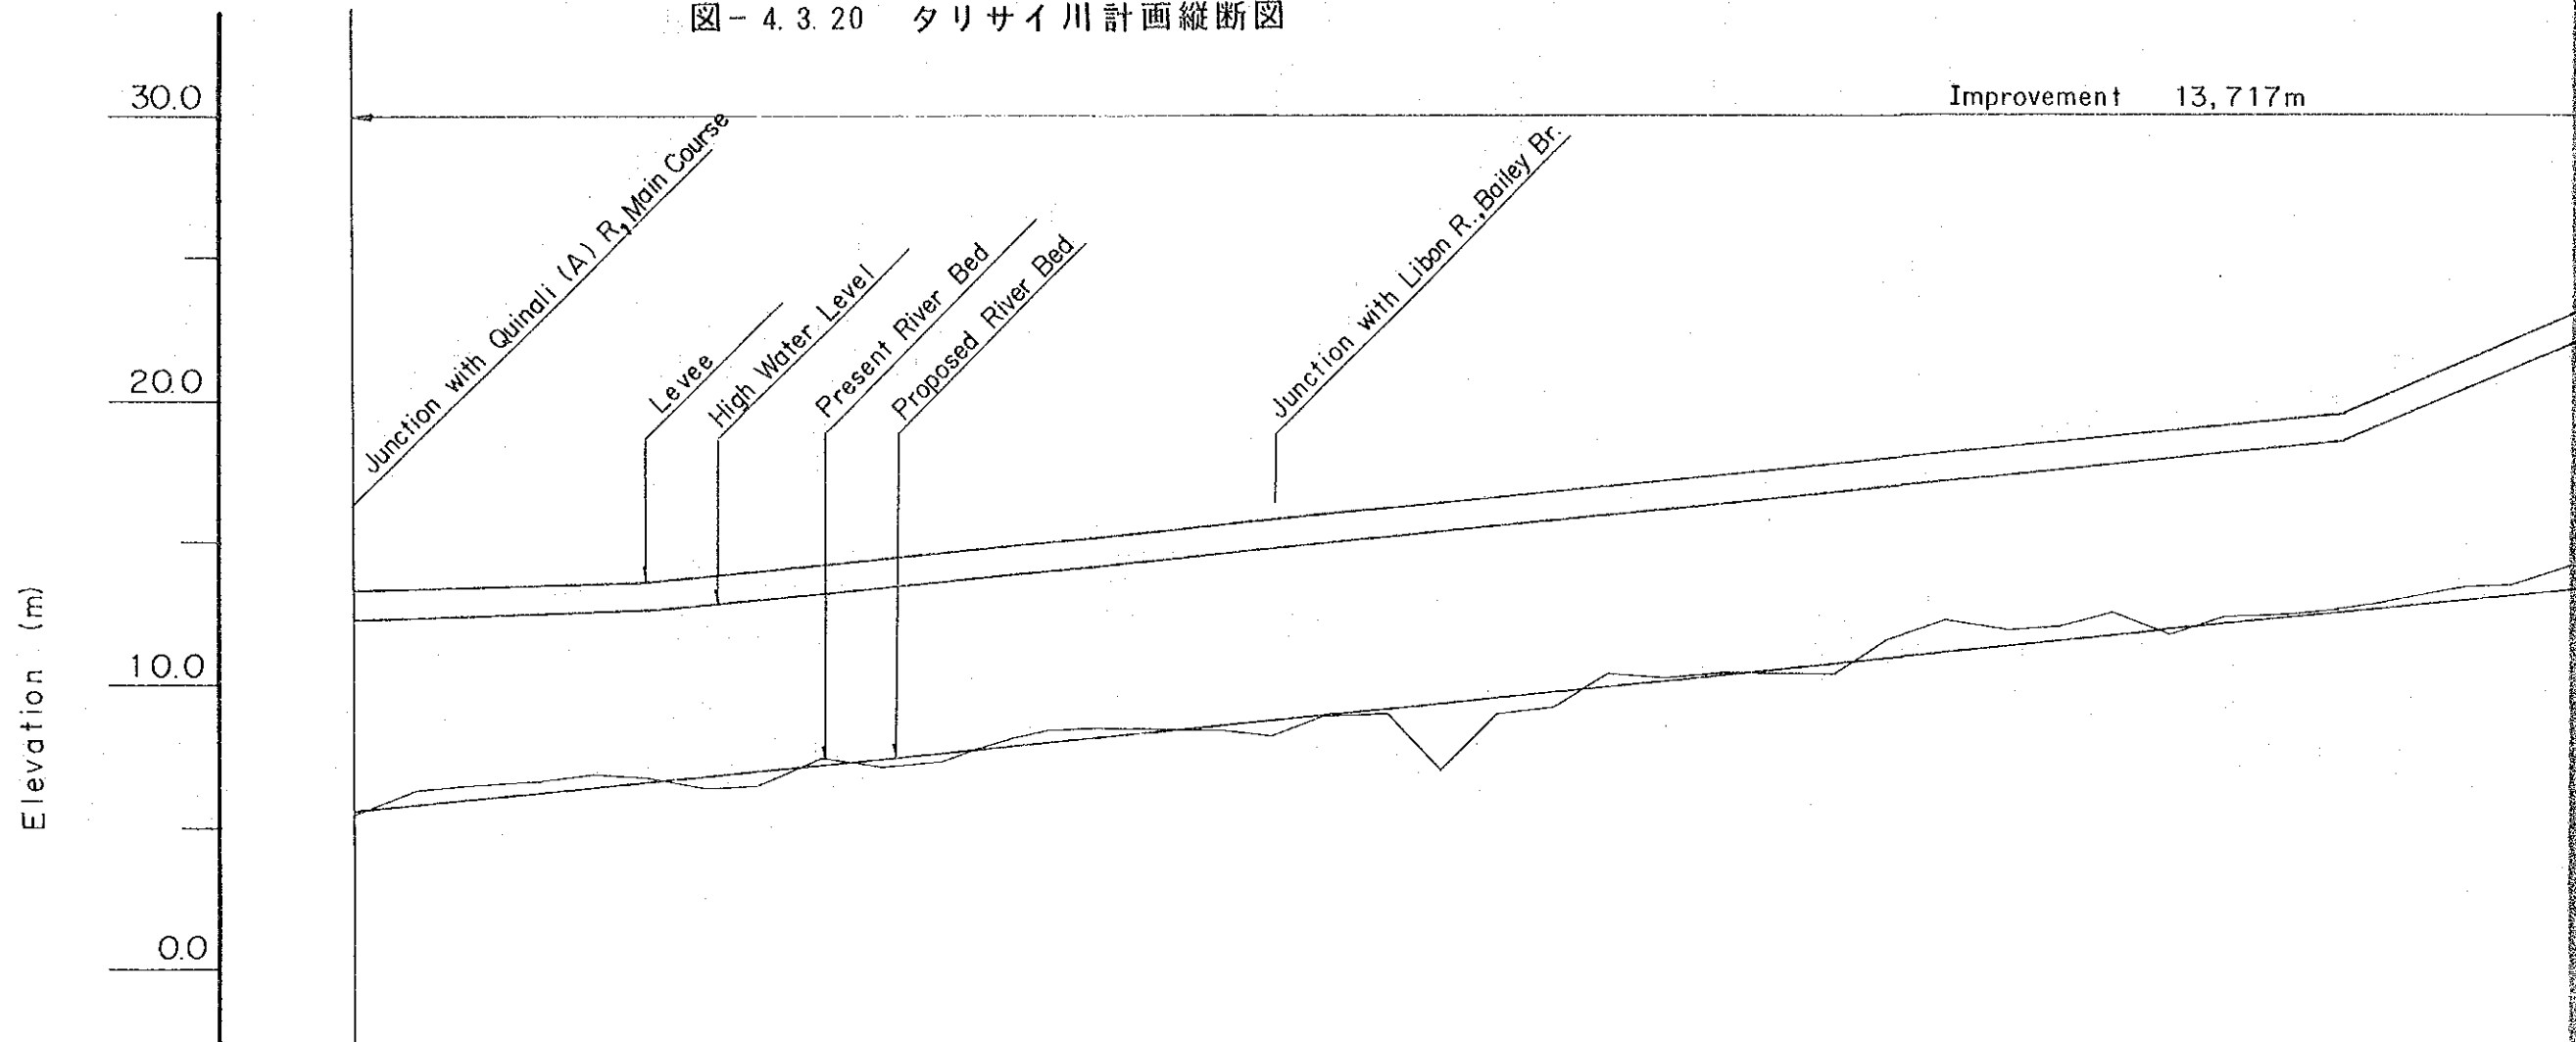 図-4.3.20 タリサイ川計画縦断図
30.0
Improvement 13,717m
Junction with Quinali (A) R, Main Course
Levee
High Water Level
Present River Bed
Proposed River Bed
Junction with Libon R., Bailey Br.
20.0
10.0
0.0
Elevation (m)